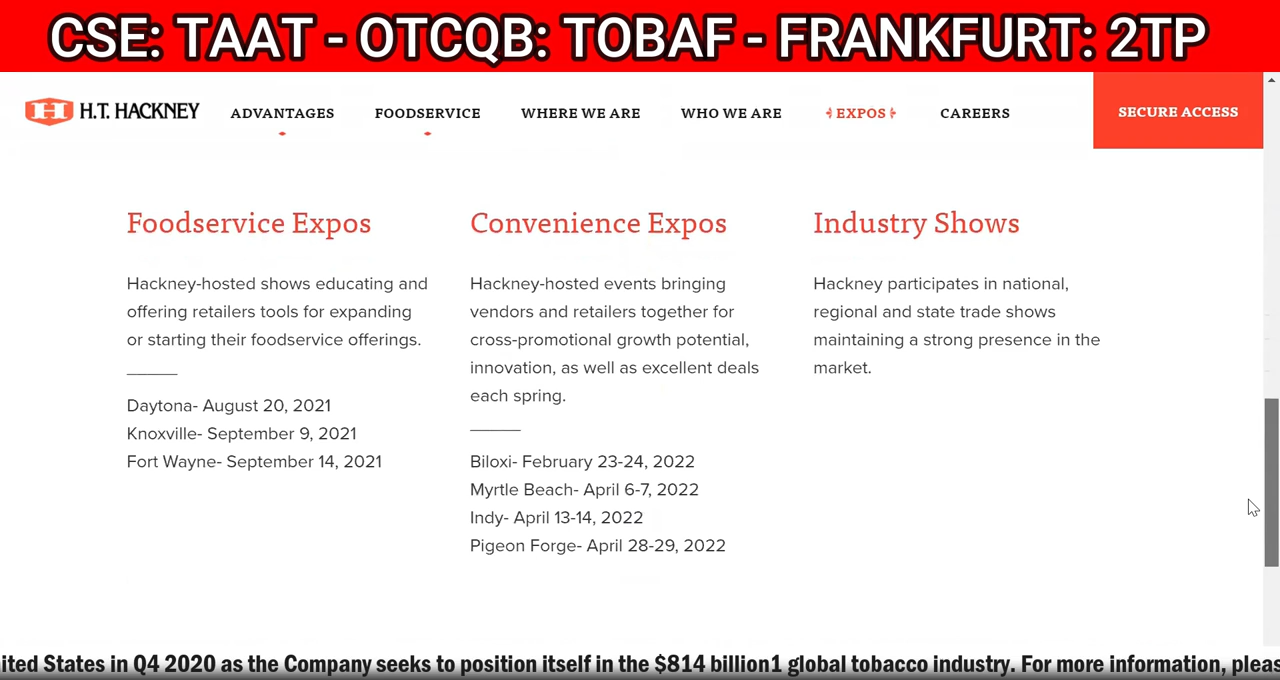 CSE: TAAT - OTCQB: TOBAF - FRANKFURT: 2TP
H H.T. HACKNEY
ADVANTAGES
FOODSERVICE
WHERE WE ARE
WHO WE ARE
EXPOS
CAREERS
SECURE ACCESS
Foodservice Expos
Hackney-hosted shows educating and
offering retailers tools for expanding
or starting their foodservice offerings.
Daytona- August 20, 2021
Knoxville- September 9, 2021
Fort Wayne- September 14, 2021
Convenience Expos
Hackney-hosted events bringing
vendors and retailers together for
cross-promotional growth potential,
innovation, as well as excellent deals
each spring.
Biloxi- February 23-24, 2022
Myrtle Beach- April 6-7, 2022
Indy- April 13-14, 2022
Pigeon Forge- April 28-29, 2022
Industry Shows
Hackney participates in national,
regional and state trade shows
maintaining a strong presence in the
market.
ited States in Q4 2020 as the Company seeks to position itself in the $814 billion1 global tobacco industry. For more information, pleas